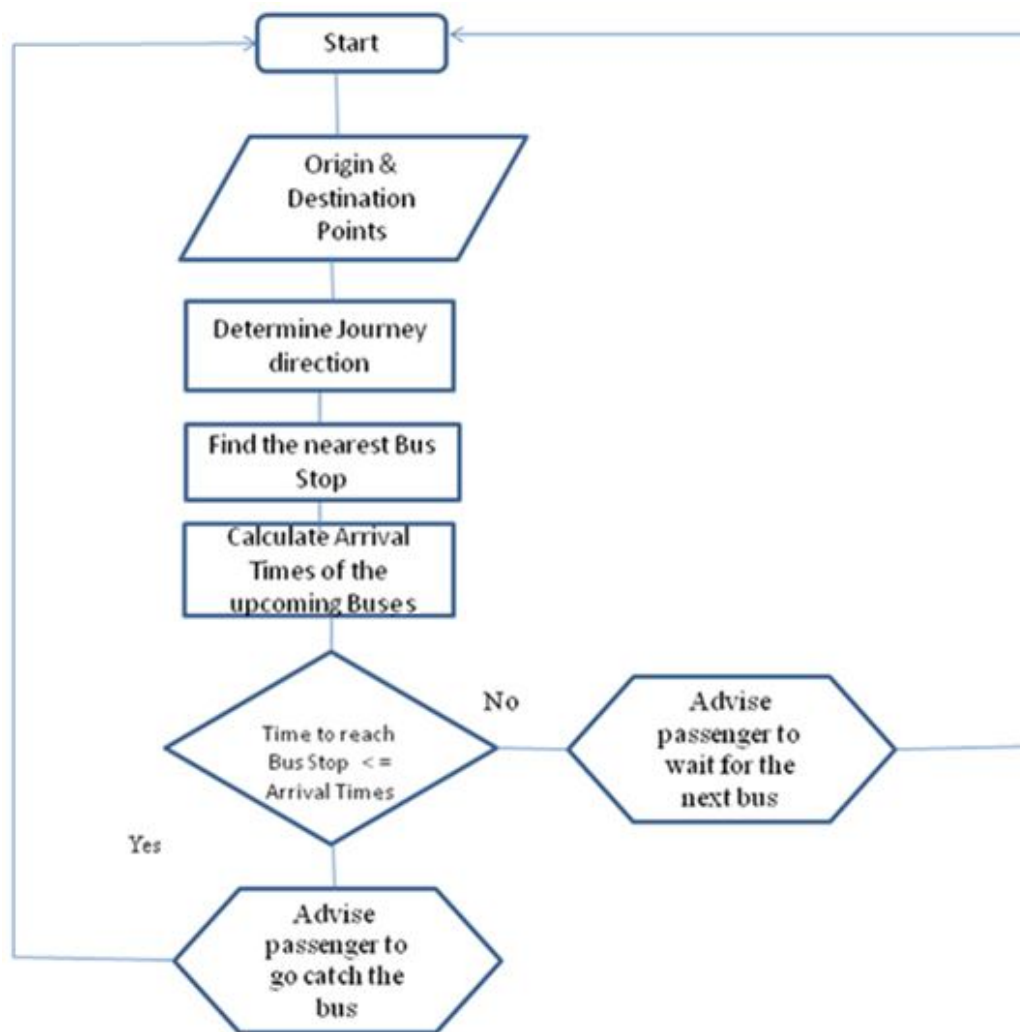 Start
Origin &
Destination
Points
Determine Journey
direction
Find the nearest Bus
Stop
Calculate Arrival
Times of the
upcoming Buses
Time to reach
Bus Stop < =
Arrival Times
No
Advise
passenger to
wait for the
next bus
Yes
Advise
passenger to
go catch the
bus